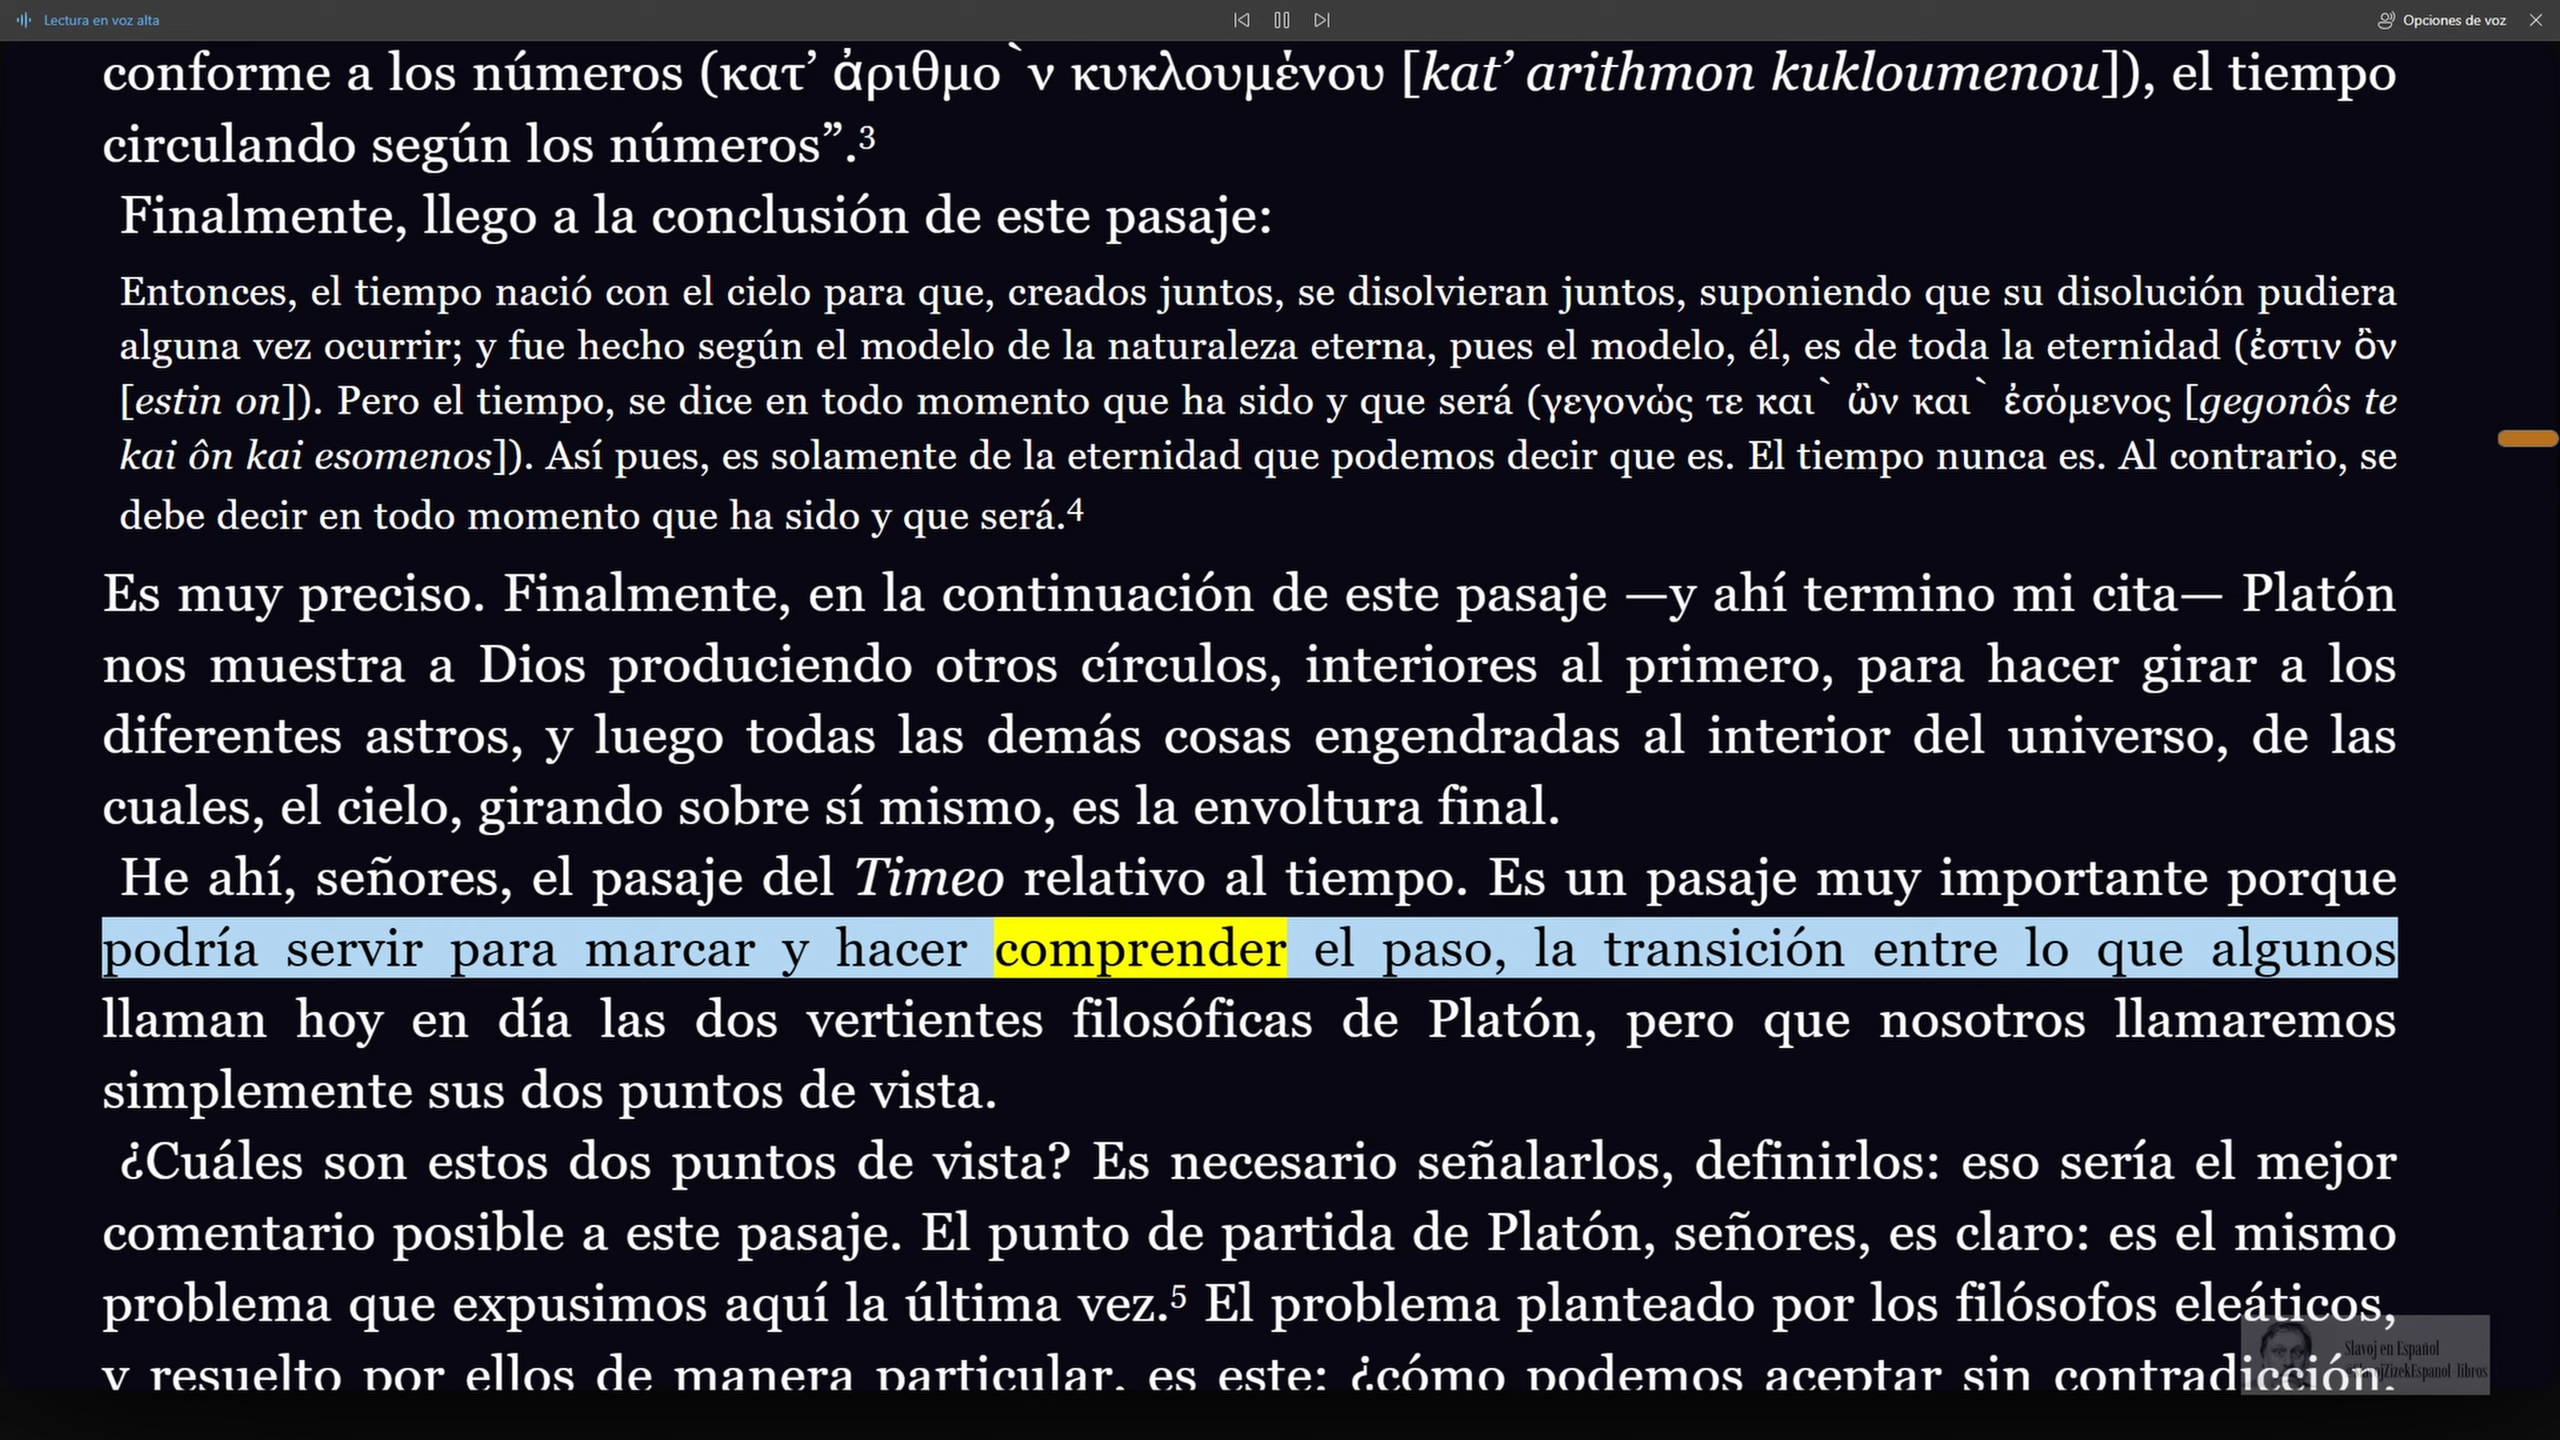 Lectura en voz alta
Opciones de voz
conforme a los números (κατ’ ἀριθμο`ν κυκλουμἑνου [kat’ arithmon kukloumenou]), el tiempo
circulando según los números”.3
Finalmente, llego a la conclusión de este pasaje:
Entonces, el tiempo nació con el cielo para que, creados juntos, se disolvieran juntos, suponiendo que su disolución pudiera
alguna vez ocurrir; y fue hecho según el modelo de la naturaleza eterna, pues el modelo, él, es de toda la eternidad (ἐστιν ὂν
[estin on]). Pero el tiempo, se dice en todo momento que ha sido y que será (γεγονὡς τε και` ὢν και` ἐσὁμενος [gegonôs te
kai ôn kai esomenos]). Así pues, es solamente de la eternidad que podemos decir que es. El tiempo nunca es. Al contrario, se
debe decir en todo momento que ha sido y que será.4
Es muy preciso. Finalmente, en la continuación de este pasaje —y ahí termino mi cita— Platón
nos muestra a Dios produciendo otros círculos, interiores al primero, para hacer girar a los
diferentes astros, y luego todas las demás cosas engendradas al interior del universo, de las
cuales, el cielo, girando sobre sí mismo, es la envoltura final.
He ahí, señores, el pasaje del Timeo relativo al tiempo. Es un pasaje muy importante porque
podría servir para marcar y hacer comprender el paso, la transición entre lo que algunos
llaman hoy en día las dos vertientes filosóficas de Platón, pero que nosotros llamaremos
simplemente sus dos puntos de vista.
¿Cuáles son estos dos puntos de vista? Es necesario señalarlos, definirlos: eso sería el mejor
comentario posible a este pasaje. El punto de partida de Platón, señores, es claro: es el mismo
problema que expusimos aquí la última vez.5 El problema planteado por los filósofos eleáticos,
y resuelto por ellos de manera particular, es este: ¿cómo podemos aceptar sin contradicción,
Slavoj en Español
@SlavojZizekEspanol_libros